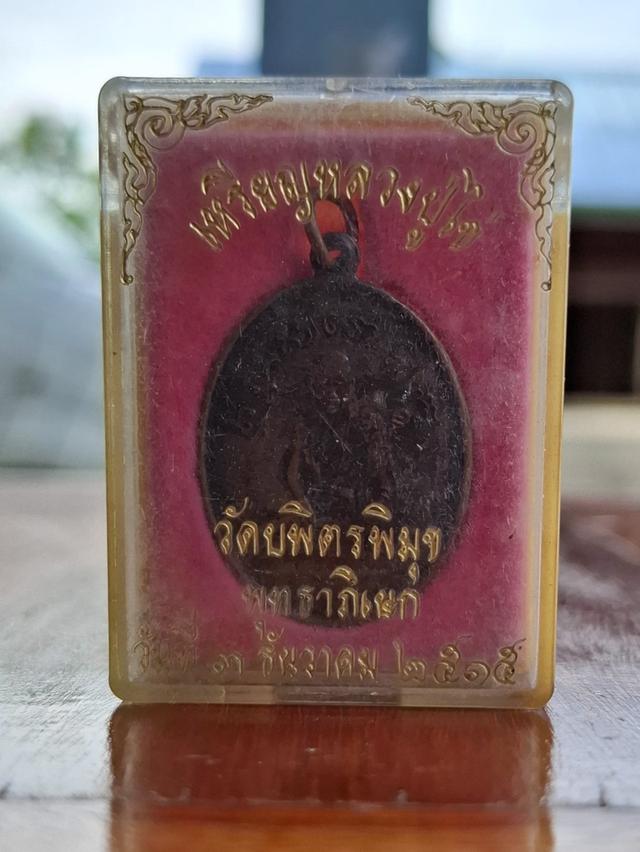 เหรียญหลวงปู่ไข่
วัดบพิตรพิมุข
พุทธาภิเษก
วันที่ ๓ ธันวาคม ๒๕๑๕